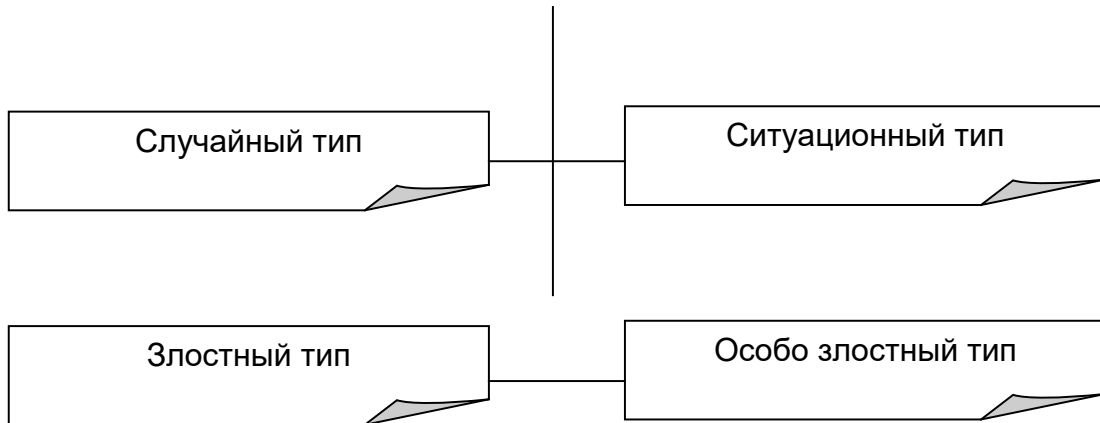 Случайный тип
Ситуационный тип
Злостный тип
Особо злостный тип